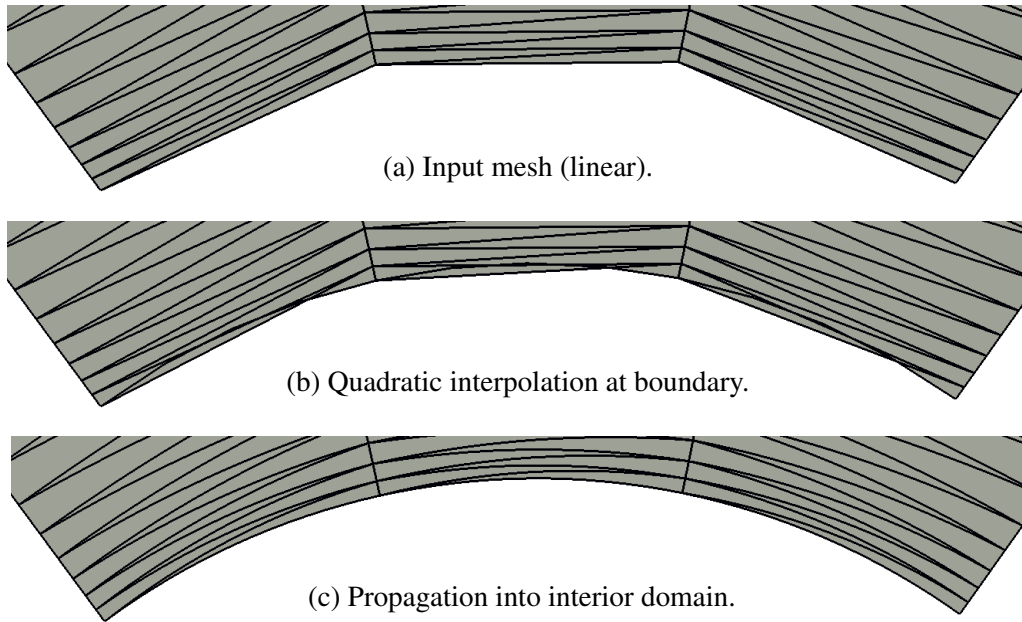 (a) Input mesh (linear).
(b) Quadratic interpolation at boundary.
(c) Propagation into interior domain.